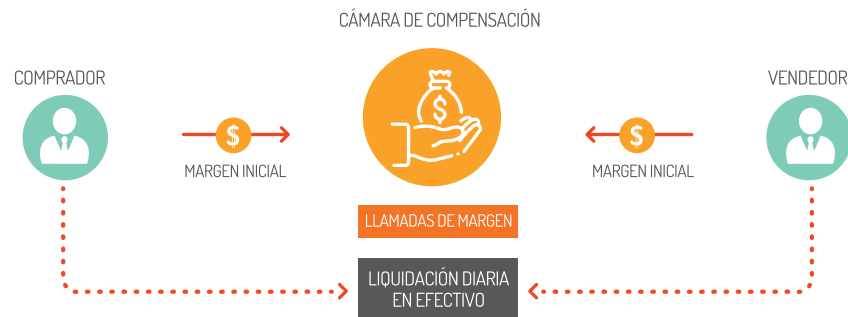 CÁMARA DE COMPENSACIÓN
COMPRADOR
VENDEDOR
$
$
$
MARGEN INICIAL
MARGEN INICIAL
LLAMADAS DE MARGEN
LIQUIDACIÓN DIARIA
EN EFECTIVO